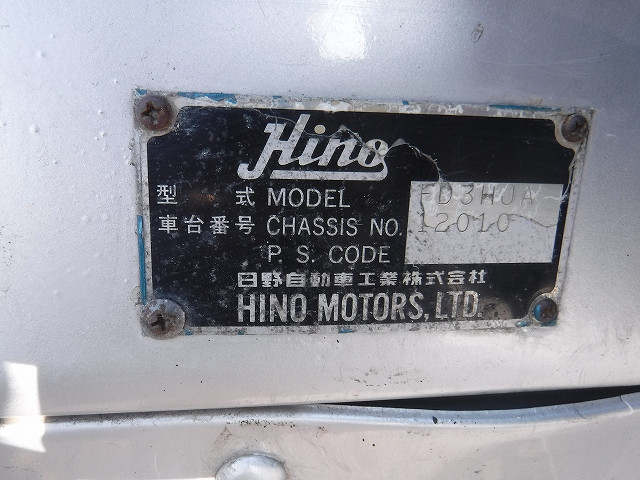 Hino
型 式 MODEL FD3HJA
車台番号 CHASSIS NO. 12010
P. S. CODE
日野自動車工業株式会社
HINO MOTORS, LTD.